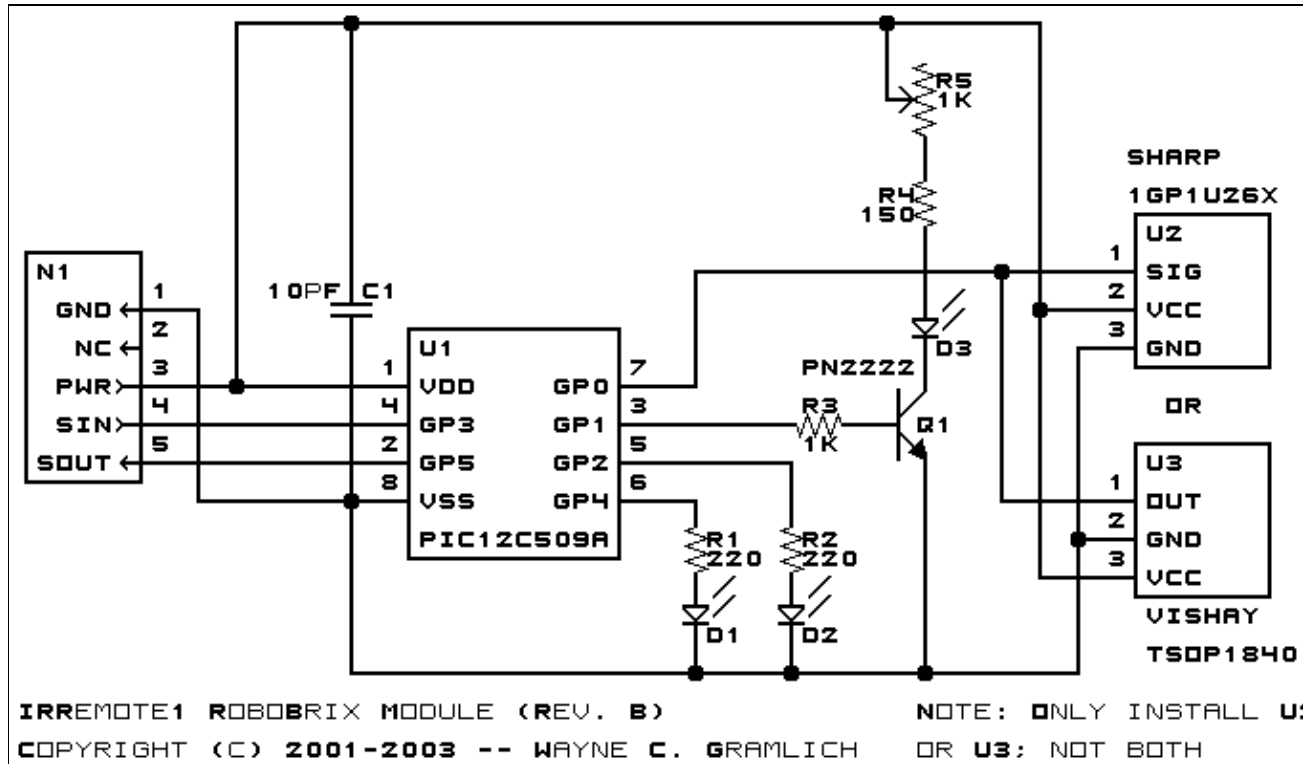 R5
1K
SHARP
1GP1U26X
R4
150
U2
1
SIG
2
VCC
3
GND
N1
1
GND
2
NC
3
PWR
4
SIN
5
SOUT
10PF C1
U1
1
VDD
4
GP3
2
GP5
8
VSS
7
GP0
3
GP1
5
GP2
6
GP4
PIC12C509A
D3
PN2222
R3
1K
Q1
OR
U3
1
OUT
2
GND
3
VCC
R1
220
R2
220
D1
D2
VISHAY
TSOP1840
IRREMOTE1 ROBOBRIX MODULE (REV. B)
COPYRIGHT (C) 2001-2003 -- WAYNE C. GRAMLICH
NOTE: ONLY INSTALL
OR U3; NOT BOTH